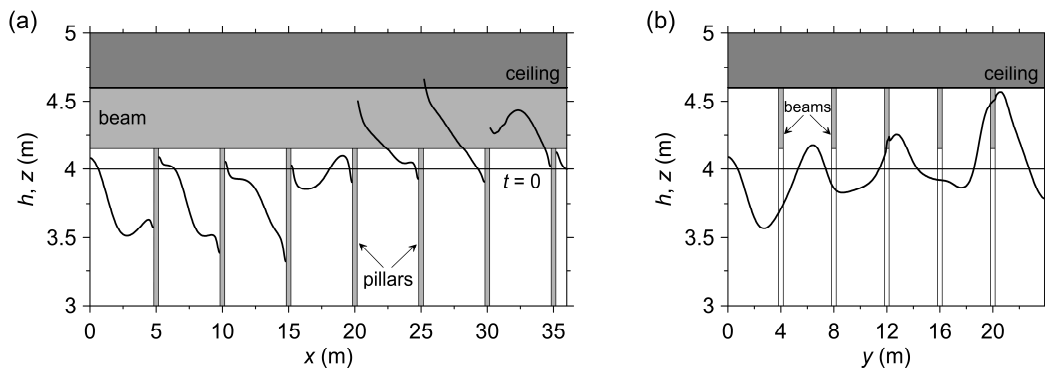 (a)
5
4.5
4
3.5
3
h, z (m)
ceiling
beam
t = 0
pillars
0 5 10 15 20 25 30 35
x (m)
(b)
5
4.5
4
3.5
3
h, z (m)
ceiling
beams
0 4 8 12 16 20
y (m)